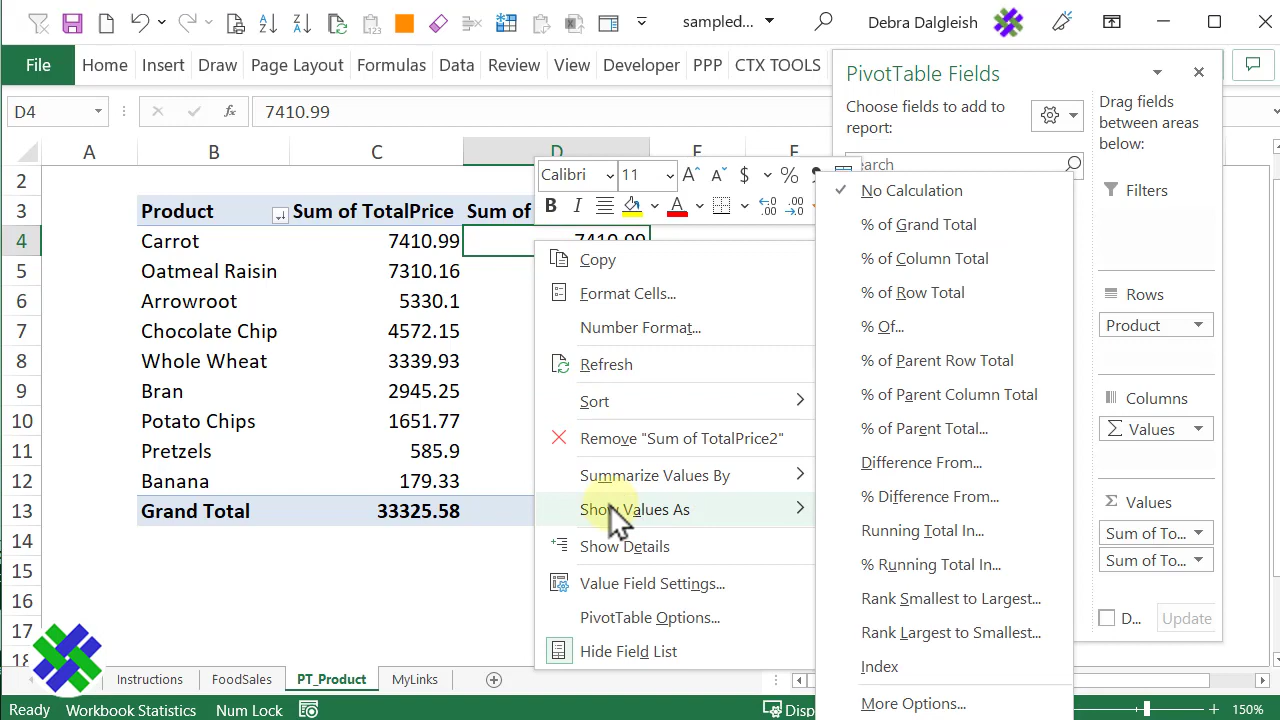 sampled...
Debra Dalgleish
File
Home
Insert
Draw
Page Layout
Formulas
Data
Review
View
Developer
PPP
CTX TOOLS
D4
fx
7410.99
A
B
C
D
2
3
4
5
6
7
8
9
10
11
12
13
14
15
16
17
Product
Sum of TotalPrice
Sum of
Carrot
7410.99
7410.99
Oatmeal Raisin
7310.16
Arrowroot
5330.1
Chocolate Chip
4572.15
Whole Wheat
3339.93
Bran
2945.25
Potato Chips
1651.77
Pretzels
585.9
Banana
179.33
Grand Total
33325.58
Calibri
11
A
A
$
%
B
I
A
Copy
Format Cells...
Number Format...
Refresh
Sort
Remove "Sum of TotalPrice2"
Summarize Values By
Show Values As
Show Details
Value Field Settings...
PivotTable Options...
Hide Field List
No Calculation
% of Grand Total
% of Column Total
% of Row Total
% Of...
% of Parent Row Total
% of Parent Column Total
% of Parent Total...
Difference From...
% Difference From...
Running Total In...
% Running Total In...
Rank Smallest to Largest...
Rank Largest to Smallest...
Index
More Options...
PivotTable Fields
Choose fields to add to
report:
Drag fields
between areas
below:
Filters
Rows
Product
Columns
Σ Values
Σ Values
Sum of To...
Sum of To...
D...
Update
Instructions
FoodSales
PT_Product
MyLinks
Ready
Workbook Statistics
Num Lock
150%